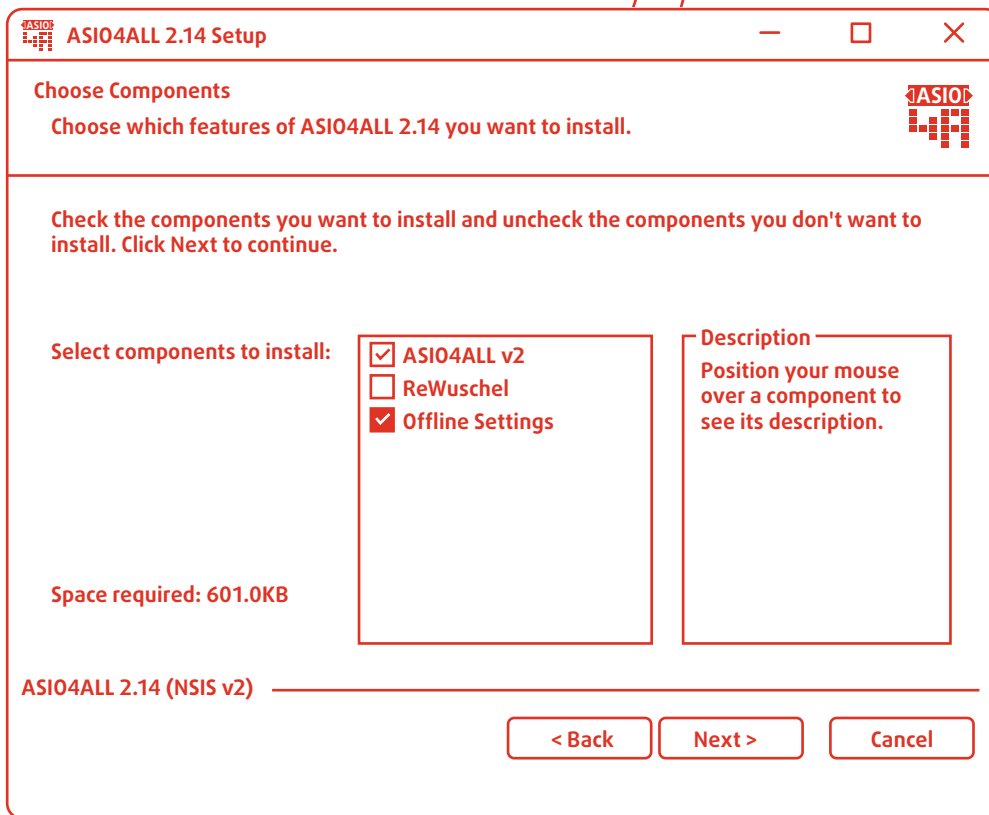 ASIO
4A
ASIO4ALL 2.14 Setup
Choose Components
Choose which features of ASIO4ALL 2.14 you want to install.
ASIO
4A
Check the components you want to install and uncheck the components you don't want to
install. Click Next to continue.
Select components to install:
ASIO4ALL v2
ReWuschel
Offline Settings
Description
Position your mouse
over a component to
see its description.
Space required: 601.0KB
ASIO4ALL 2.14 (NSIS v2)
< Back
Next >
Cancel